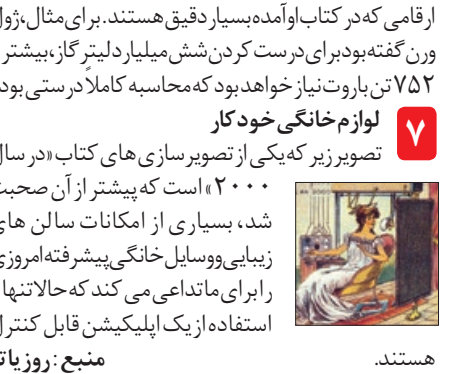 ارقامی که در کتاب او آمده بسیار دقیق هستند. برای مثال، ژول
ورن گفته بود برای درست کردن شش میلیارد لیتر گاز، بیشتر
۷۵۲ تن باروت نیاز خواهد بود که محاسبه کاملاً درستی بود
۷
لوازم خانگی خودکار
تصویر زیر که یکی از تصویرسازی های کتاب «در سال
۲۰۰۰» است که پیشتر از آن صحبت
شد، بسیاری از امکانات سالن های
زیبایی و وسایل خانگی پیشرفته امروزی
را برای ما تداعی می کند که حالا تنها
استفاده از یک اپلیکیشن قابل کنترل
هستند.
منبع: روزیاتو